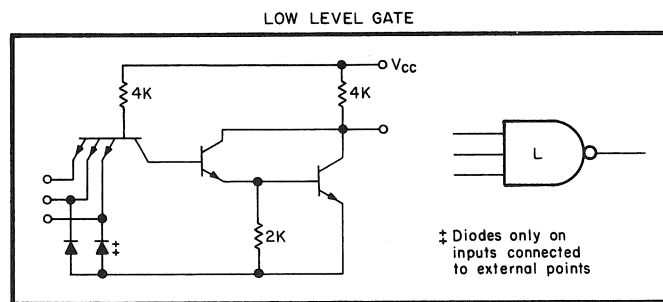 LOW LEVEL GATE
VCC
4K
4K
L
2K
‡
‡ Diodes only on
inputs connected
to external points